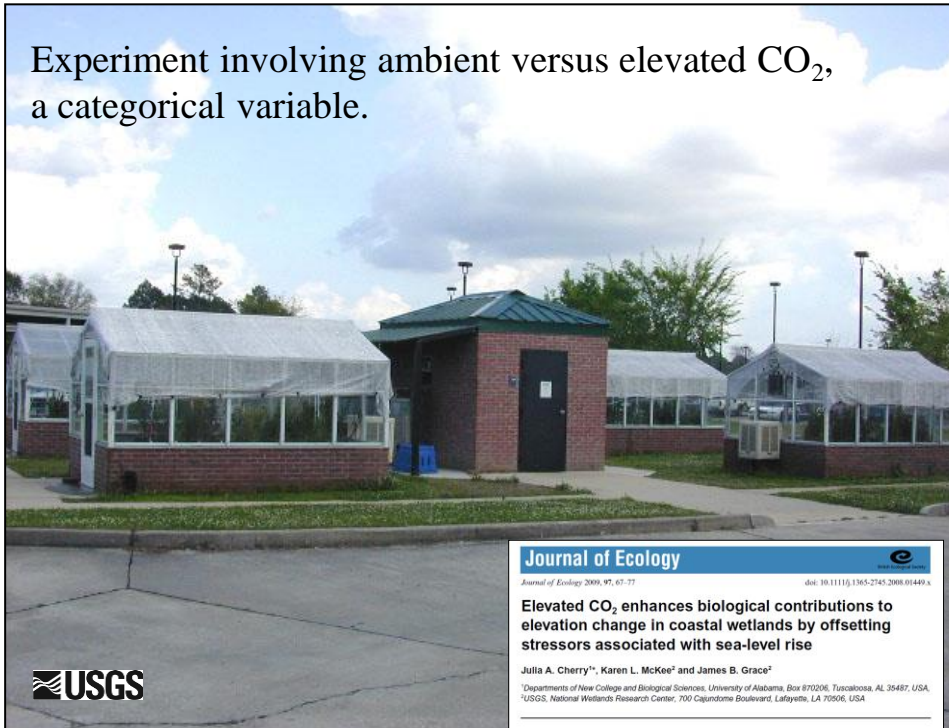 Experiment involving ambient versus elevated CO₂,
a categorical variable.
Journal of Ecology
British Ecological Society
Journal of Ecology 2009, 97, 67–77
doi: 10.1111/j.1365-2745.2008.01449.x
Elevated CO₂ enhances biological contributions to
elevation change in coastal wetlands by offsetting
stressors associated with sea-level rise
Julia A. Cherry¹*, Karen L. McKee² and James B. Grace²
¹Departments of New College and Biological Sciences, University of Alabama, Box 870206, Tuscaloosa, AL 35487, USA,
²USGS, National Wetlands Research Center, 700 Cajundome Boulevard, Lafayette, LA 70506, USA
USGS